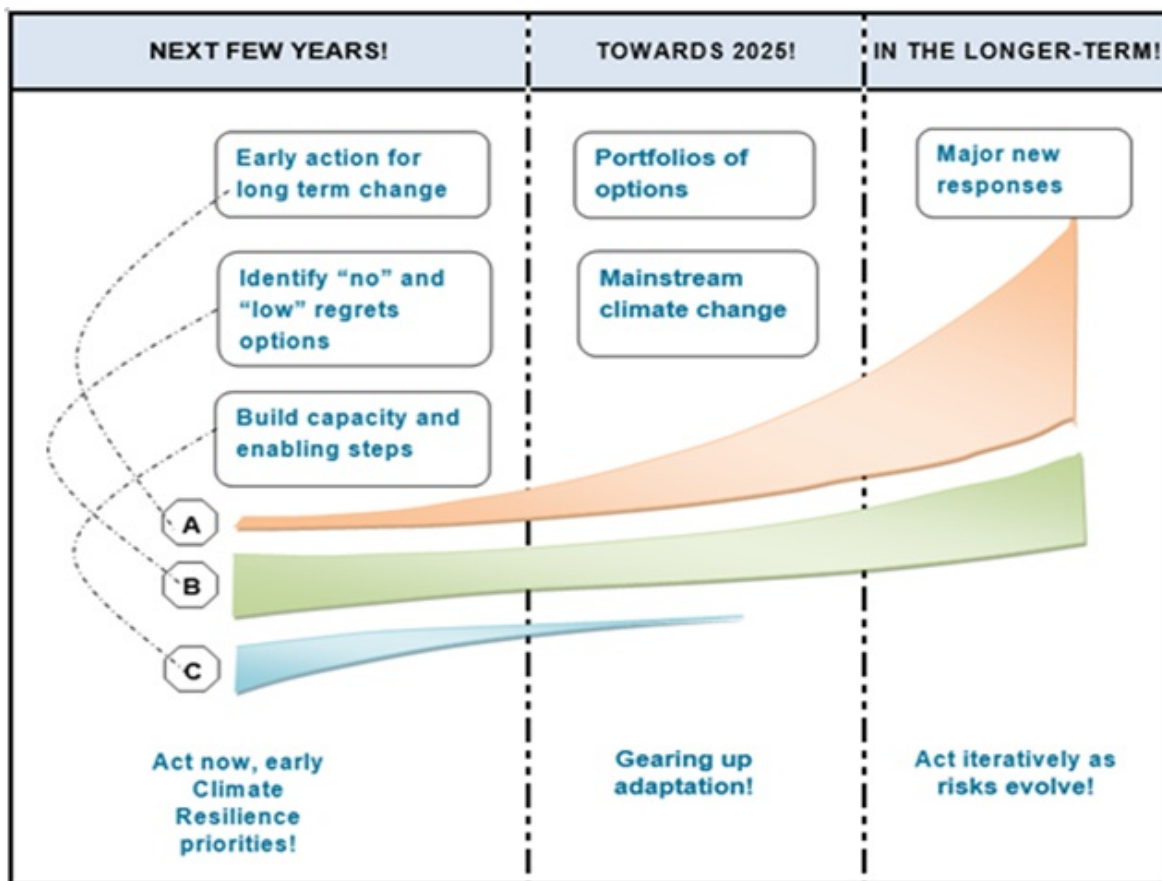 NEXT FEW YEARS!
TOWARDS 2025!
IN THE LONGER-TERM!
Early action for
long term change
Portfolios of
options
Major new
responses
Identify “no” and
“low” regrets
options
Mainstream
climate change
Build capacity and
enabling steps
A
B
C
Act now, early
Climate
Resilience
priorities!
Gearing up
adaptation!
Act iteratively as
risks evolve!